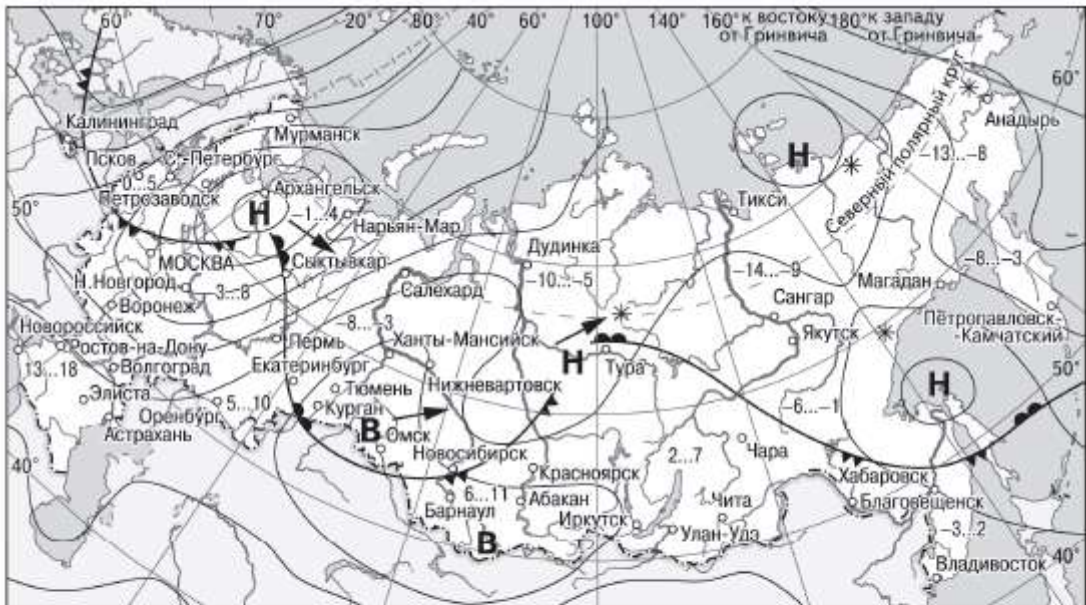 60°
70°
20°
80°
60°
100°
140°
160°
к востоку
от Гринвича
180°
к западу
от Гринвича
60°
Калининград
Мурманск
Северный полярный круг
Анадырь
−13...−8
Псков
С.-Петербург
0...5
Петрозаводск
Архангельск
Н
Н
50°
Н
−1...4
Нарьян-Мар
Тикси
МОСКВА
Сыктывкар
Дудинка
−10...−5
−14...−9
−8...−3
Н.Новгород
3...8
Салехард
Сангар
Магадан
Воронеж
−8...−3
Ханты-Мансийск
Якутск
Петропавловск-
-Камчатский
Новороссийск
Ростов-на-Дону
Пермь
Н
Тура
Н
50°
13...18
Волгоград
Екатеринбург
Тюмень
Нижневартовск
−6...−1
Элиста
Оренбург
5...10
Курган
Астрахань
В
Омск
2...7
Чара
40°
Новосибирск
Красноярск
Хабаровск
6...11
Барнаул
Абакан
Иркутск
Чита
Благовещенск
В
Улан-Удэ
−3...2
40°
Владивосток